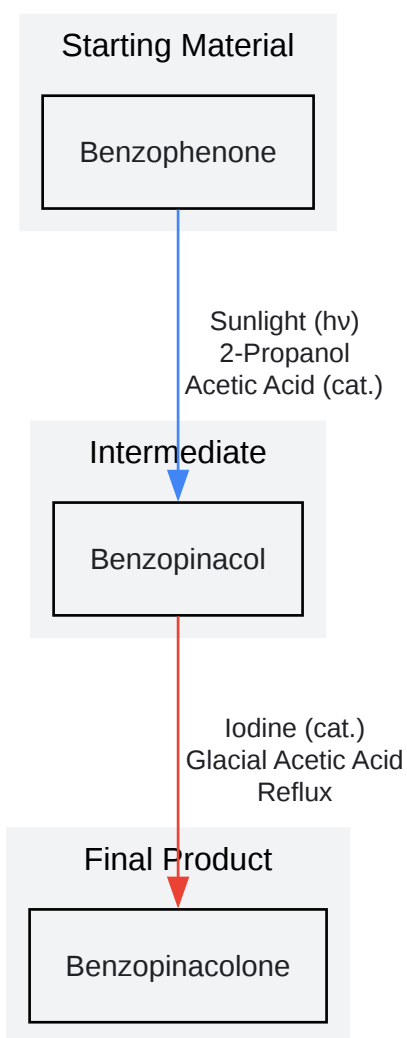 Starting Material
Benzophenone
Sunlight (hν)
2-Propanol
Acetic Acid (cat.)
Intermediate
Benzopinacol
Iodine (cat.)
Glacial Acetic Acid
Reflux
Final Product
Benzopinacolone